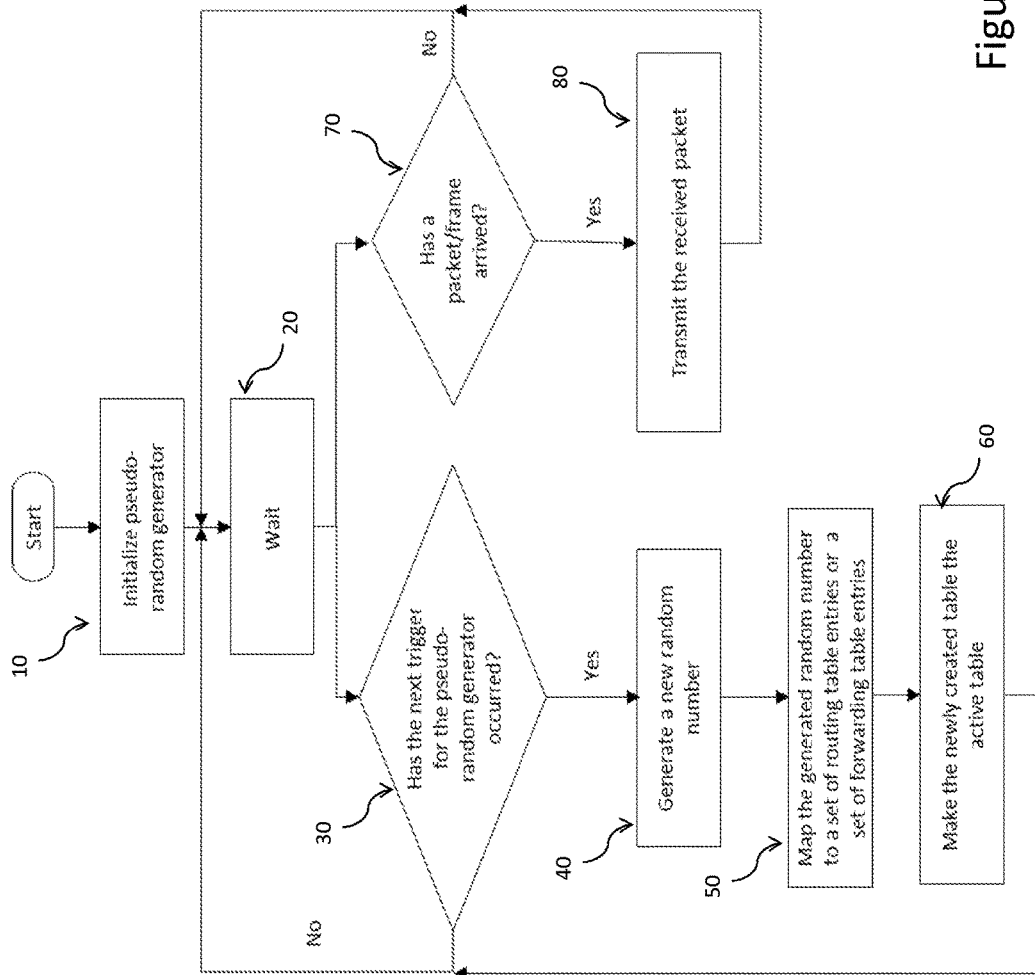 Start
10
Initialize pseudo-
random generator
20
Wait
30
Has the next trigger
for the pseudo-
random generator
occurred?
No
Yes
40
Generate a new random
number
50
Map the generated random number
to a set of routing table entries or a
set of forwarding table entries
60
Make the newly created table the
active table
70
Has a
packet/frame
arrived?
No
Yes
80
Transmit the received packet